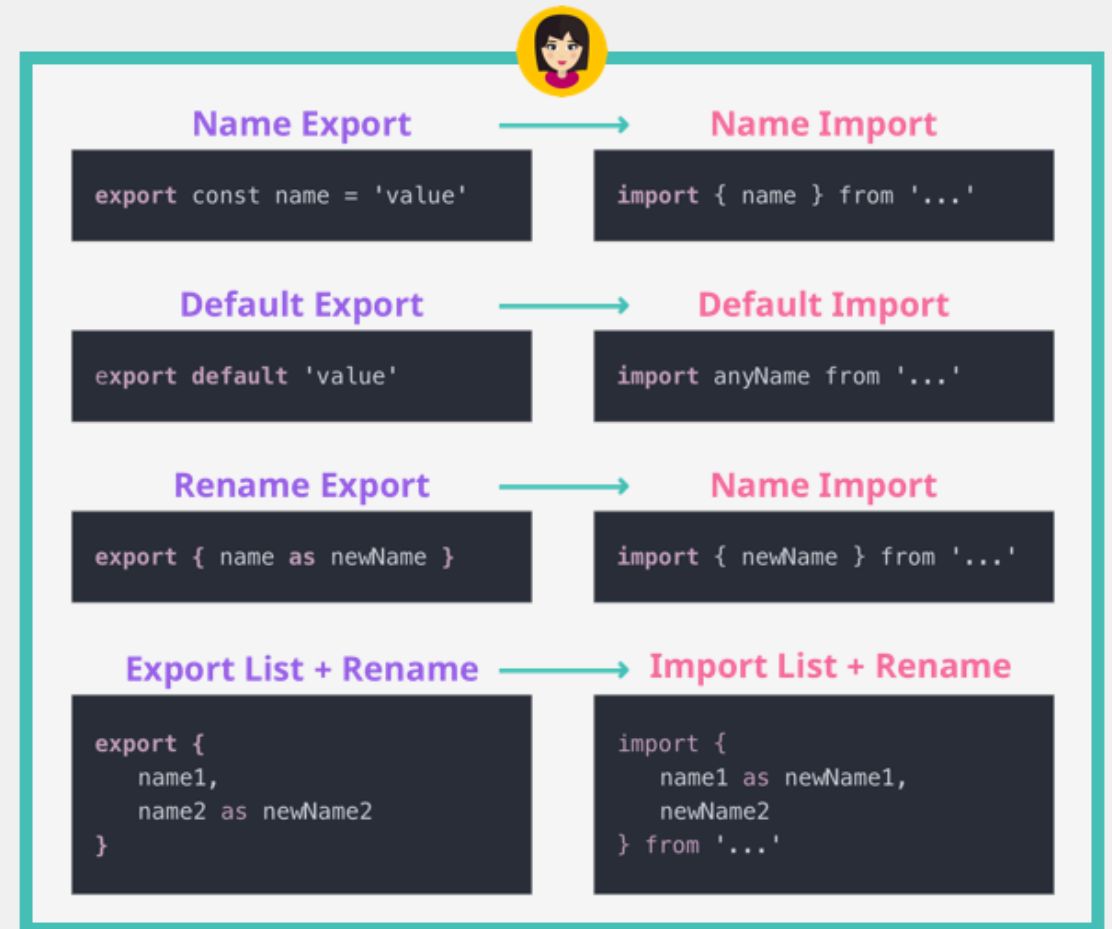 Name Export
Name Import
export const name = 'value'
import { name } from '...'
Default Export
Default Import
export default 'value'
import anyName from '...'
Rename Export
Name Import
export { name as newName }
import { newName } from '...'
Export List + Rename
Import List + Rename
export {
name1,
name2 as newName2
}
import {
name1 as newName1,
newName2
} from '...'